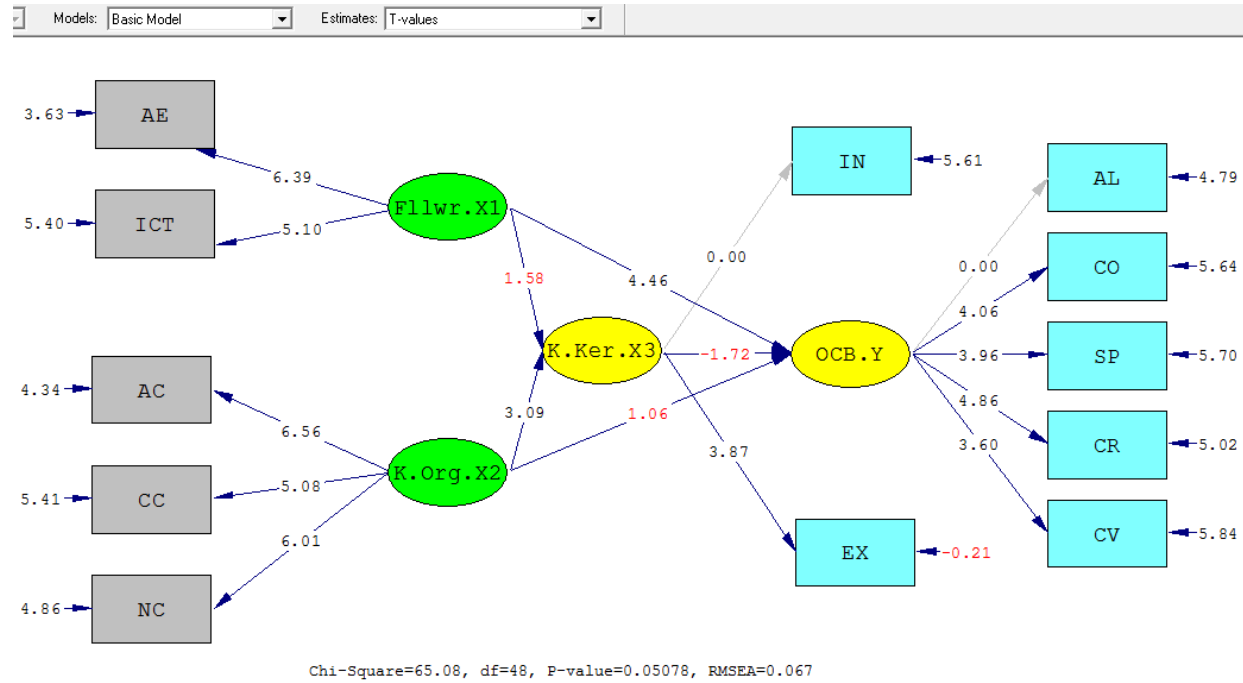 Models: Basic Model Estimates: T-values
3.63 AE
6.39
5.40 ICT
5.10
Fllwr.X1
IN 5.61
AL 4.79
0.00
1.58
4.46
0.00
CO 5.64
4.06
K.Ker.X3
-1.72
OCB.Y
3.96
SP 5.70
4.34 AC
6.56
3.09
1.06
4.86
CR 5.02
3.60
3.87
K.Org.X2
5.41 CC
5.08
6.01
CV 5.84
EX -0.21
4.86 NC
Chi-Square=65.08, df=48, P-value=0.05078, RMSEA=0.067